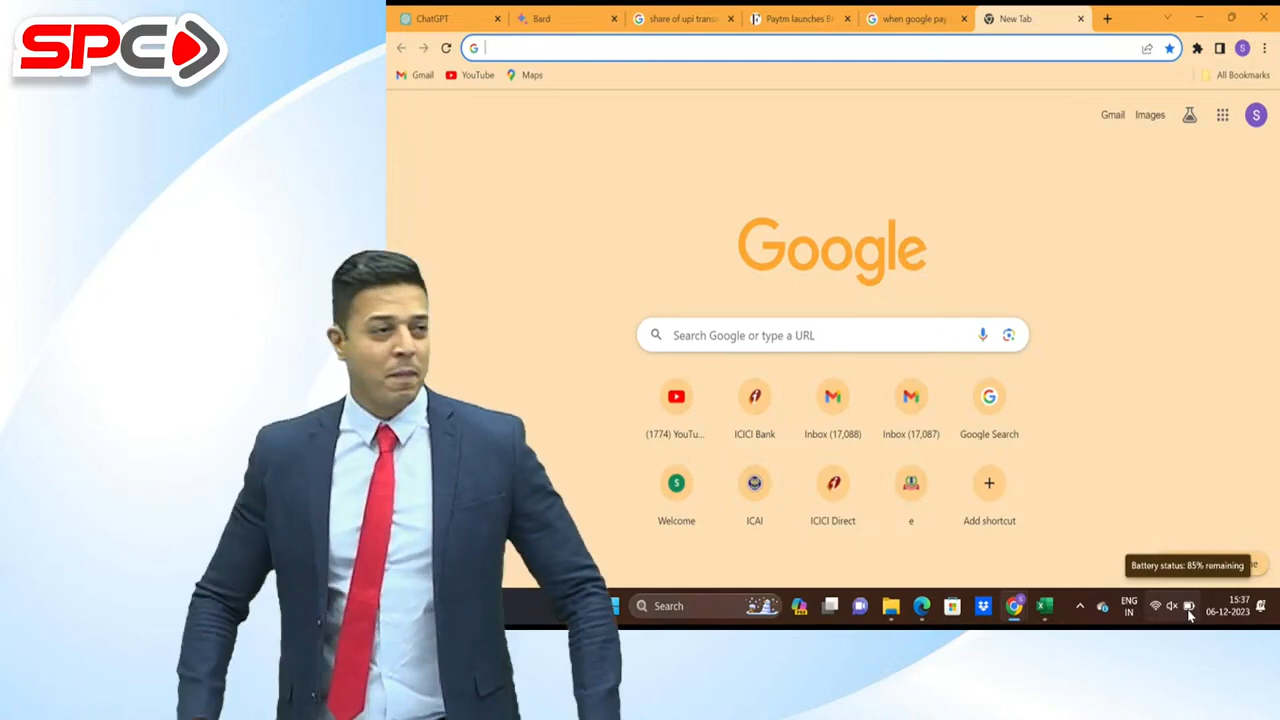 SPC
ChatGPT
Bard
share of upi transa
Paytm launches B
when google pay
New Tab
Gmail
YouTube
Maps
All Bookmarks
Gmail
Images
S
Google
Search Google or type a URL
(1774) YouTu...
ICICI Bank
Inbox (17,088)
Inbox (17,087)
Google Search
Welcome
ICAI
ICICI Direct
e
Add shortcut
Battery status: 85% remaining
Search
ENG
IN
15:37
06-12-2023